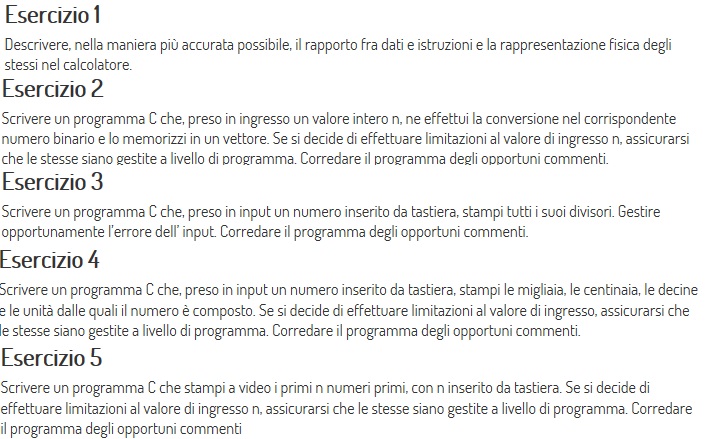 Esercizio 1
Descrivere, nella maniera più accurata possibile, il rapporto fra dati e istruzioni e la rappresentazione fisica degli
stessi nel calcolatore.
Esercizio 2
Scrivere un programma C che, preso in ingresso un valore intero n, ne effettui la conversione nel corrispondente
numero binario e lo memorizzi in un vettore. Se si decide di effettuare limitazioni al valore di ingresso n, assicurarsi
che le stesse siano gestite a livello di programma. Corredare il programma degli opportuni commenti.
Esercizio 3
Scrivere un programma C che, preso in input un numero inserito da tastiera, stampi tutti i suoi divisori. Gestire
opportunamente l'errore dell' input. Corredare il programma degli opportuni commenti.
Esercizio 4
Scrivere un programma C che, preso in input un numero inserito da tastiera, stampi le migliaia, le centinaia, le decine
e le unità dalle quali il numero è composto. Se si decide di effettuare limitazioni al valore di ingresso, assicurarsi che
le stesse siano gestite a livello di programma. Corredare il programma degli opportuni commenti.
Esercizio 5
Scrivere un programma C che stampi a video i primi n numeri primi, con n inserito da tastiera. Se si decide di
effettuare limitazioni al valore di ingresso n, assicurarsi che le stesse siano gestite a livello di programma. Corredare
il programma degli opportuni commenti